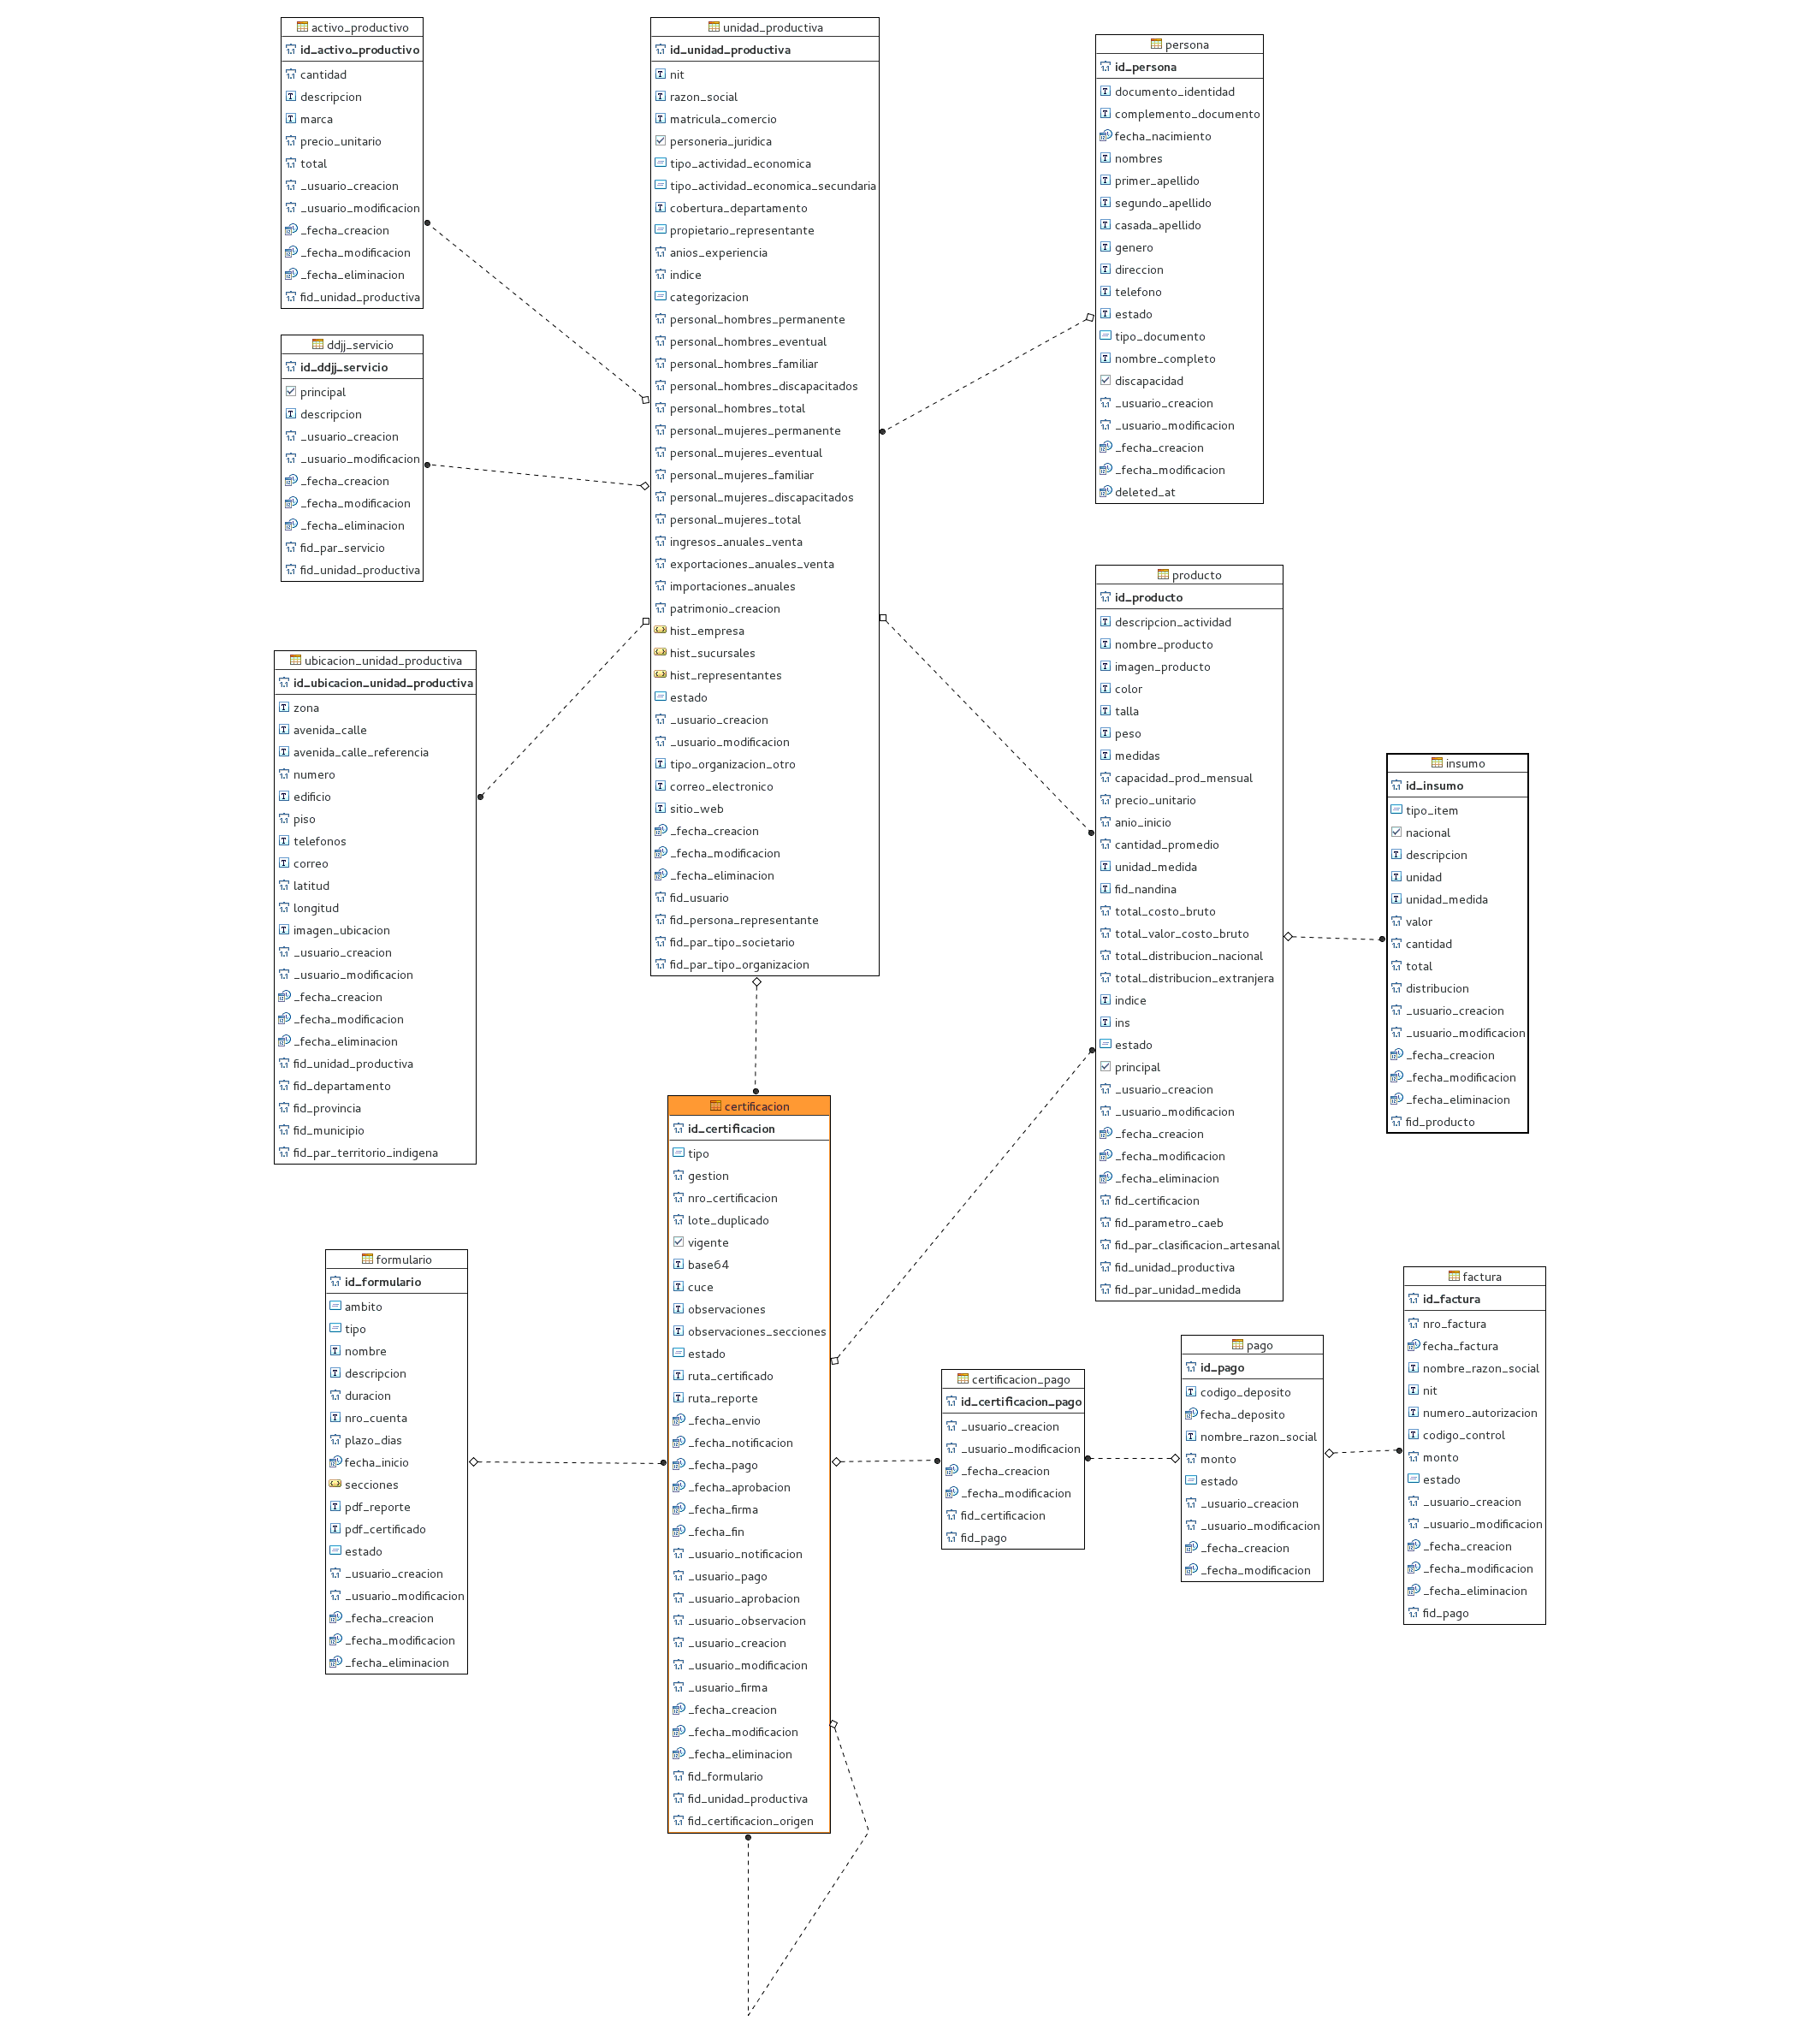 activo_productivo
id_activo_productivo
cantidad
descripcion
marca
precio_unitario
total
_usuario_creacion
_usuario_modificacion
_fecha_creacion
_fecha_modificacion
_fecha_eliminacion
fid_unidad_productiva
ddjj_servicio
id_ddjj_servicio
principal
descripcion
_usuario_creacion
_usuario_modificacion
_fecha_creacion
_fecha_modificacion
_fecha_eliminacion
fid_par_servicio
fid_unidad_productiva
ubicacion_unidad_productiva
id_ubicacion_unidad_productiva
zona
avenida_calle
avenida_calle_referencia
numero
edificio
piso
telefonos
correo
latitud
longitud
imagen_ubicacion
_usuario_creacion
_usuario_modificacion
_fecha_creacion
_fecha_modificacion
_fecha_eliminacion
fid_unidad_productiva
fid_departamento
fid_provincia
fid_municipio
fid_par_territorio_indigena
formulario
id_formulario
ambito
tipo
nombre
descripcion
duracion
nro_cuenta
plazo_dias
fecha_inicio
secciones
pdf_reporte
pdf_certificado
estado
_usuario_creacion
_usuario_modificacion
_fecha_creacion
_fecha_modificacion
_fecha_eliminacion
unidad_productiva
id_unidad_productiva
nit
razon_social
matricula_comercio
personeria_juridica
tipo_actividad_economica
tipo_actividad_economica_secundaria
cobertura_departamento
propietario_representante
anios_experiencia
indice
categorizacion
personal_hombres_permanente
personal_hombres_eventual
personal_hombres_familiar
personal_hombres_discapacitados
personal_hombres_total
personal_mujeres_permanente
personal_mujeres_eventual
personal_mujeres_familiar
personal_mujeres_discapacitados
personal_mujeres_total
ingresos_anuales_venta
exportaciones_anuales_venta
importaciones_anuales
patrimonio_creacion
hist_empresa
hist_sucursales
hist_representantes
estado
_usuario_creacion
_usuario_modificacion
tipo_organizacion_otro
correo_electronico
sitio_web
_fecha_creacion
_fecha_modificacion
_fecha_eliminacion
fid_usuario
fid_persona_representante
fid_par_tipo_societario
fid_par_tipo_organizacion
certificacion
id_certificacion
tipo
gestion
nro_certificacion
lote_duplicado
vigente
base64
cuce
observaciones
observaciones_secciones
estado
ruta_certificado
ruta_reporte
_fecha_envio
_fecha_notificacion
_fecha_pago
_fecha_aprobacion
_fecha_firma
_fecha_fin
_usuario_notificacion
_usuario_pago
_usuario_aprobacion
_usuario_observacion
_usuario_creacion
_usuario_modificacion
_usuario_firma
_fecha_creacion
_fecha_modificacion
_fecha_eliminacion
fid_formulario
fid_unidad_productiva
fid_certificacion_origen
persona
id_persona
documento_identidad
complemento_documento
fecha_nacimiento
nombres
primer_apellido
segundo_apellido
casada_apellido
genero
direccion
telefono
estado
tipo_documento
nombre_completo
discapacidad
_usuario_creacion
_usuario_modificacion
_fecha_creacion
_fecha_modificacion
deleted_at
producto
id_producto
descripcion_actividad
nombre_producto
imagen_producto
color
talla
peso
medidas
capacidad_prod_mensual
precio_unitario
anio_inicio
cantidad_promedio
unidad_medida
fid_nandina
total_costo_bruto
total_valor_costo_bruto
total_distribucion_nacional
total_distribucion_extranjera
indice
ins
estado
principal
_usuario_creacion
_usuario_modificacion
_fecha_creacion
_fecha_modificacion
_fecha_eliminacion
fid_certificacion
fid_parametro_caeb
fid_par_clasificacion_artesanal
fid_unidad_productiva
fid_par_unidad_medida
insumo
id_insumo
tipo_item
nacional
descripcion
unidad
unidad_medida
valor
cantidad
total
distribucion
_usuario_creacion
_usuario_modificacion
_fecha_creacion
_fecha_modificacion
_fecha_eliminacion
fid_producto
certificacion_pago
id_certificacion_pago
_usuario_creacion
_usuario_modificacion
_fecha_creacion
_fecha_modificacion
fid_certificacion
fid_pago
pago
id_pago
codigo_deposito
fecha_deposito
nombre_razon_social
monto
estado
_usuario_creacion
_usuario_modificacion
_fecha_creacion
_fecha_modificacion
factura
id_factura
nro_factura
fecha_factura
nombre_razon_social
nit
numero_autorizacion
codigo_control
monto
estado
_usuario_creacion
_usuario_modificacion
_fecha_creacion
_fecha_modificacion
_fecha_eliminacion
fid_pago